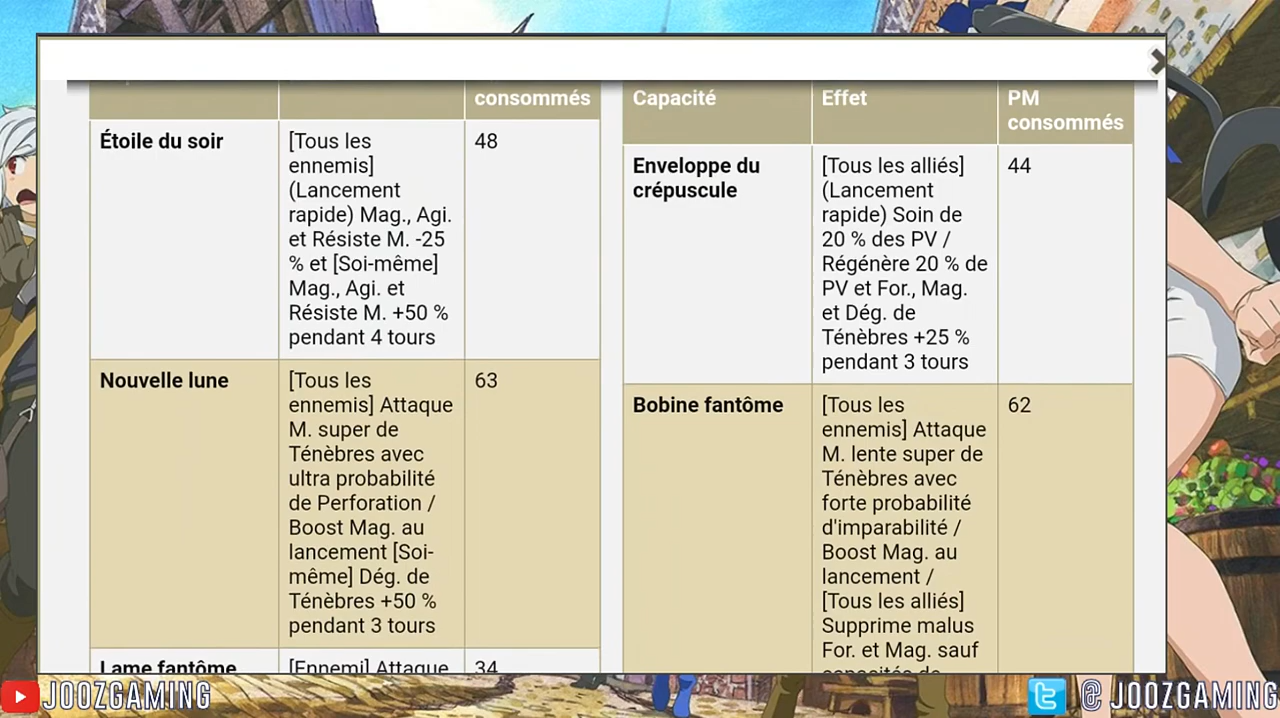 consommés
Étoile du soir
[Tous les
ennemis]
(Lancement
rapide) Mag., Agi.
et Résiste M. -25
% et [Soi-même]
Mag., Agi. et
Résiste M. +50 %
pendant 4 tours
48
Nouvelle lune
[Tous les
ennemis] Attaque
M. super de
Ténèbres avec
ultra probabilité
de Perforation /
Boost Mag. au
lancement [Soi-
même] Dég. de
Ténèbres +50 %
pendant 3 tours
63
Lame fantôme
[Ennemi] Attaque
34
Capacité
Effet
PM
consommés
Enveloppe du
crépuscule
[Tous les alliés]
(Lancement
rapide) Soin de
20 % des PV /
Régénère 20 % de
PV et For., Mag.
et Dég. de
Ténèbres +25 %
pendant 3 tours
44
Bobine fantôme
[Tous les
ennemis] Attaque
M. lente super de
Ténèbres avec
forte probabilité
d'imparabilité /
Boost Mag. au
lancement /
[Tous les alliés]
Supprime malus
For. et Mag. sauf
capacités de
62
JOOZGAMING
@JOOZGAMING